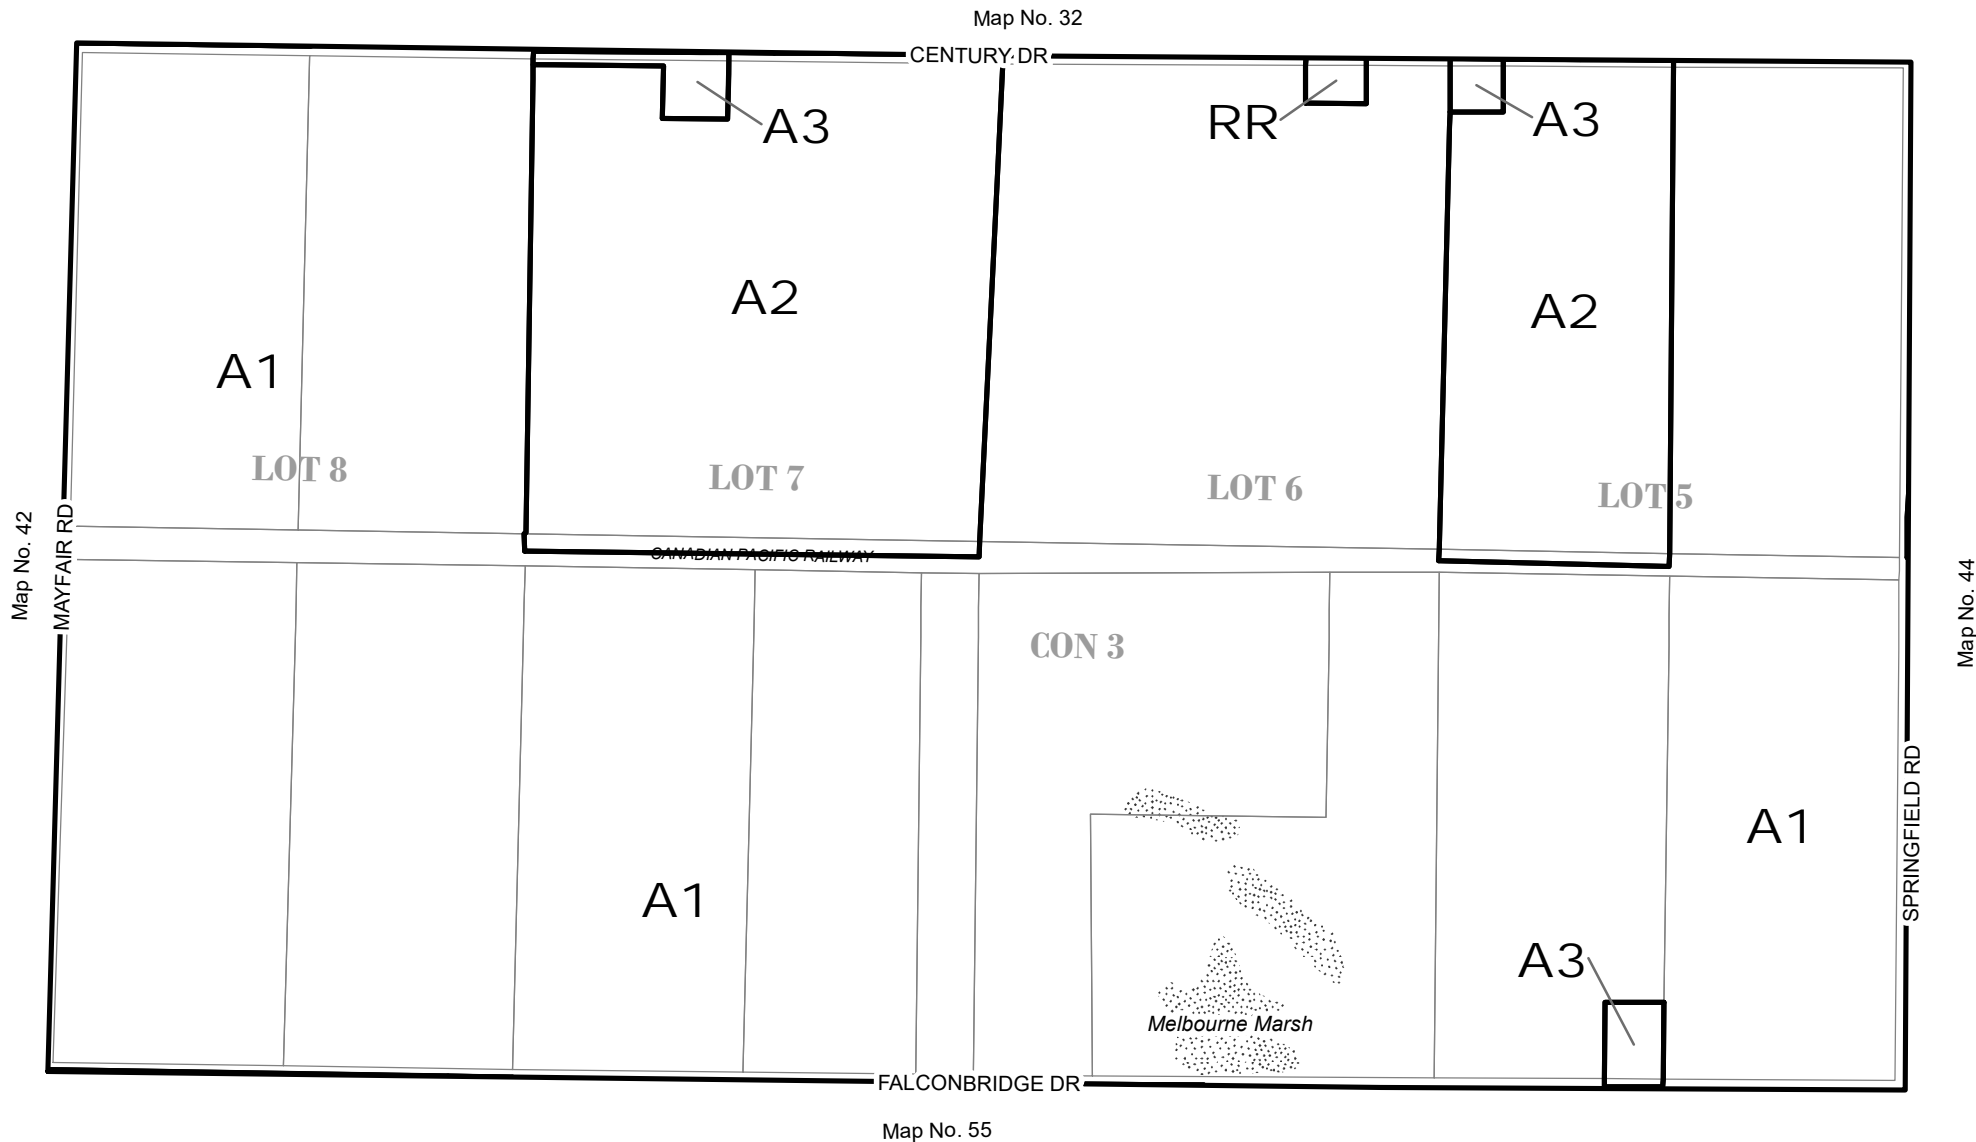 Map No. 32
CENTURY DR
A3
RR
A3
A2
A2
A1
LOT 8
LOT 7
LOT 6
LOT 5
Map No. 42
MAYFAIR RD
CANADIAN PACIFIC RAILWAY
Map No. 44
CON 3
A1
SPRINGFIELD RD
A1
A3
Melbourne Marsh
FALCONBRIDGE DR
Map No. 55